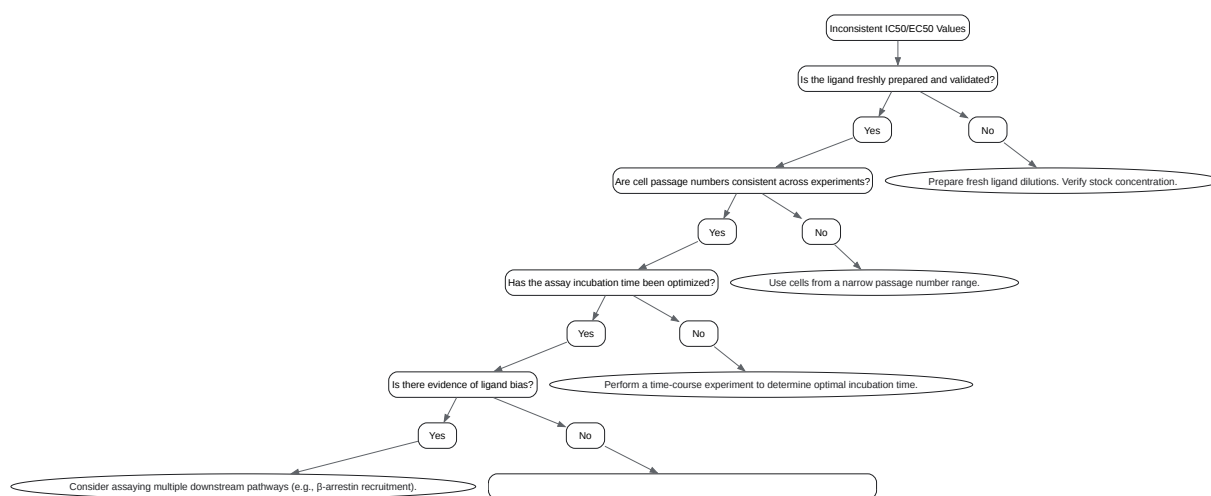 Inconsistent IC50/EC50 Values
Is the ligand freshly prepared and validated?
Yes
No
Are cell passage numbers consistent across experiments?
Prepare fresh ligand dilutions. Verify stock concentration.
Yes
No
Has the assay incubation time been optimized?
Use cells from a narrow passage number range.
Yes
No
Is there evidence of ligand bias?
Perform a time-course experiment to determine optimal incubation time.
Yes
No
Consider assaying multiple downstream pathways (e.g., β-arrestin recruitment).